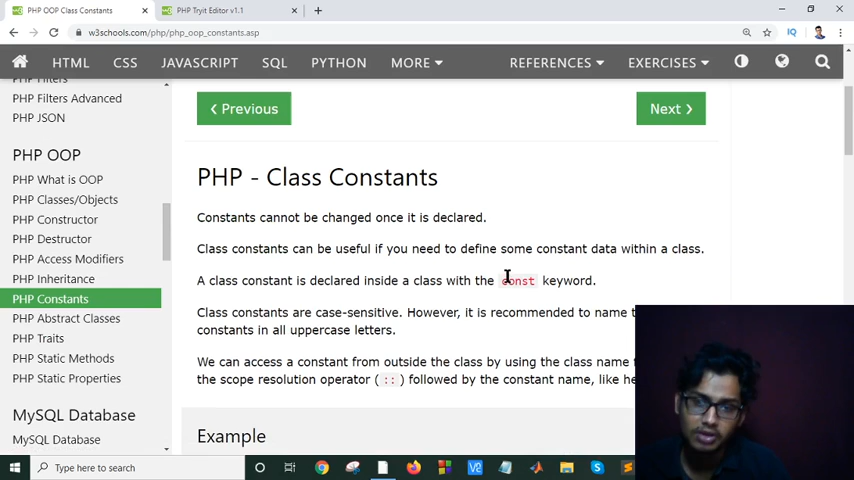 PHP OOP Class Constants
PHP Tryit Editor v1.1
w3schools.com/php/php_oop_constants.asp
HTML CSS JAVASCRIPT SQL PYTHON MORE REFERENCES EXERCISES
PHP Filters
PHP Filters Advanced
PHP JSON
PHP OOP
PHP What is OOP
PHP Classes/Objects
PHP Constructor
PHP Destructor
PHP Access Modifiers
PHP Inheritance
PHP Constants
PHP Abstract Classes
PHP Traits
PHP Static Methods
PHP Static Properties
MySQL Database
MySQL Database
❮ Previous
Next ❯
PHP - Class Constants
Constants cannot be changed once it is declared.
Class constants can be useful if you need to define some constant data within a class.
A class constant is declared inside a class with the const keyword.
Class constants are case-sensitive. However, it is recommended to name
constants in all uppercase letters.
We can access a constant from outside the class by using the class name
the scope resolution operator (::) followed by the constant name, like
Example
Type here to search